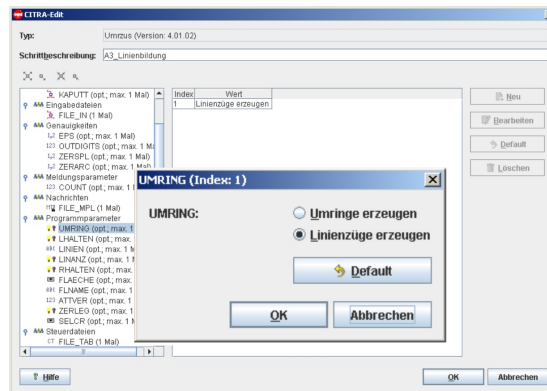 CITRA-Edit
Typ: Umrzus (Version: 4.01.02)
Schrittbeschreibung: A3_Linienbildung
KAPUTT (opt.; max. 1 Mal)
Eingabedateien
FILE_IN (1 Mal)
Genauigkeiten
EPS (opt.; max. 1 Mal)
OUTDIGITS (opt.; max. 1 Ma
ZERSPL (opt.; max. 1 Mal)
ZERARC (opt.; max. 1 Mal)
Meldungsparameter
COUNT (opt.; max. 1
Nachrichten
FILE_MPL (1 Mal)
Programmparameter
UMRING (opt.; max. 1
LHALTEN (opt.; max.
LINIEN (opt.; max. 1 M
LINANZ (opt.; max. 1 M
RHALTEN (opt.; max.
FLAECHE (opt.; max.
FLNAME (opt.; max. 1
ATTVER (opt.; max. 1
ZERLEG (opt.; max. 1
SELCR (opt.; max. 1 M
Steuerdateien
FILE_TAB (1 Mal)
Index Wert
1 Linienzüge erzeugen
Neu
Bearbeiten
Default
Löschen
UMRING (Index: 1)
UMRING:
Umringe erzeugen
Linienzüge erzeugen
Default
OK Abbrechen
Hilfe
OK Abbrechen